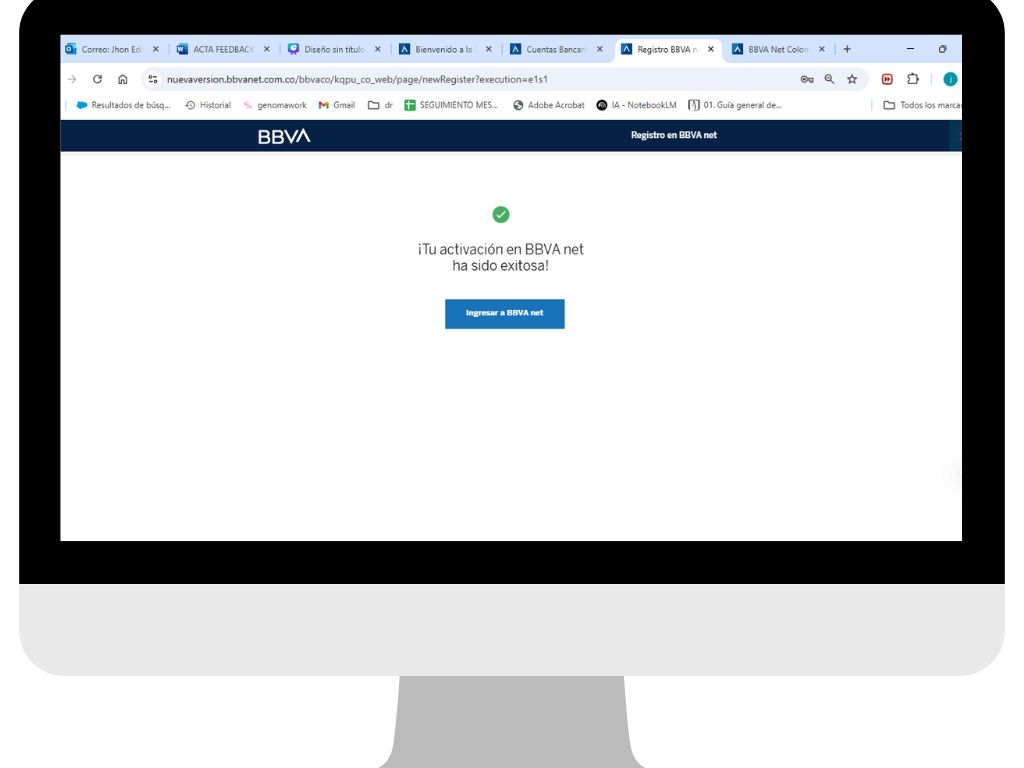 Correo: Jhon Ed
ACTA FEEDBACK
Diseño sin título
Bienvenido a la
Cuentas Bancari
Registro BBVA n
BBVA Net Colom
nuevaversion.bbvanet.com.co/bbvaco/kqpu_co_web/page/newRegister?execution=e1s1
Resultados de búsq...
Historial
genomawork
Gmail
dr
SEGUIMIENTO MES...
Adobe Acrobat
IA - NotebookLM
01. Guía general de...
Todos los marca
BBVA
Registro en BBVA net
¡Tu activación en BBVA net
ha sido exitosa!
Ingresar a BBVA net